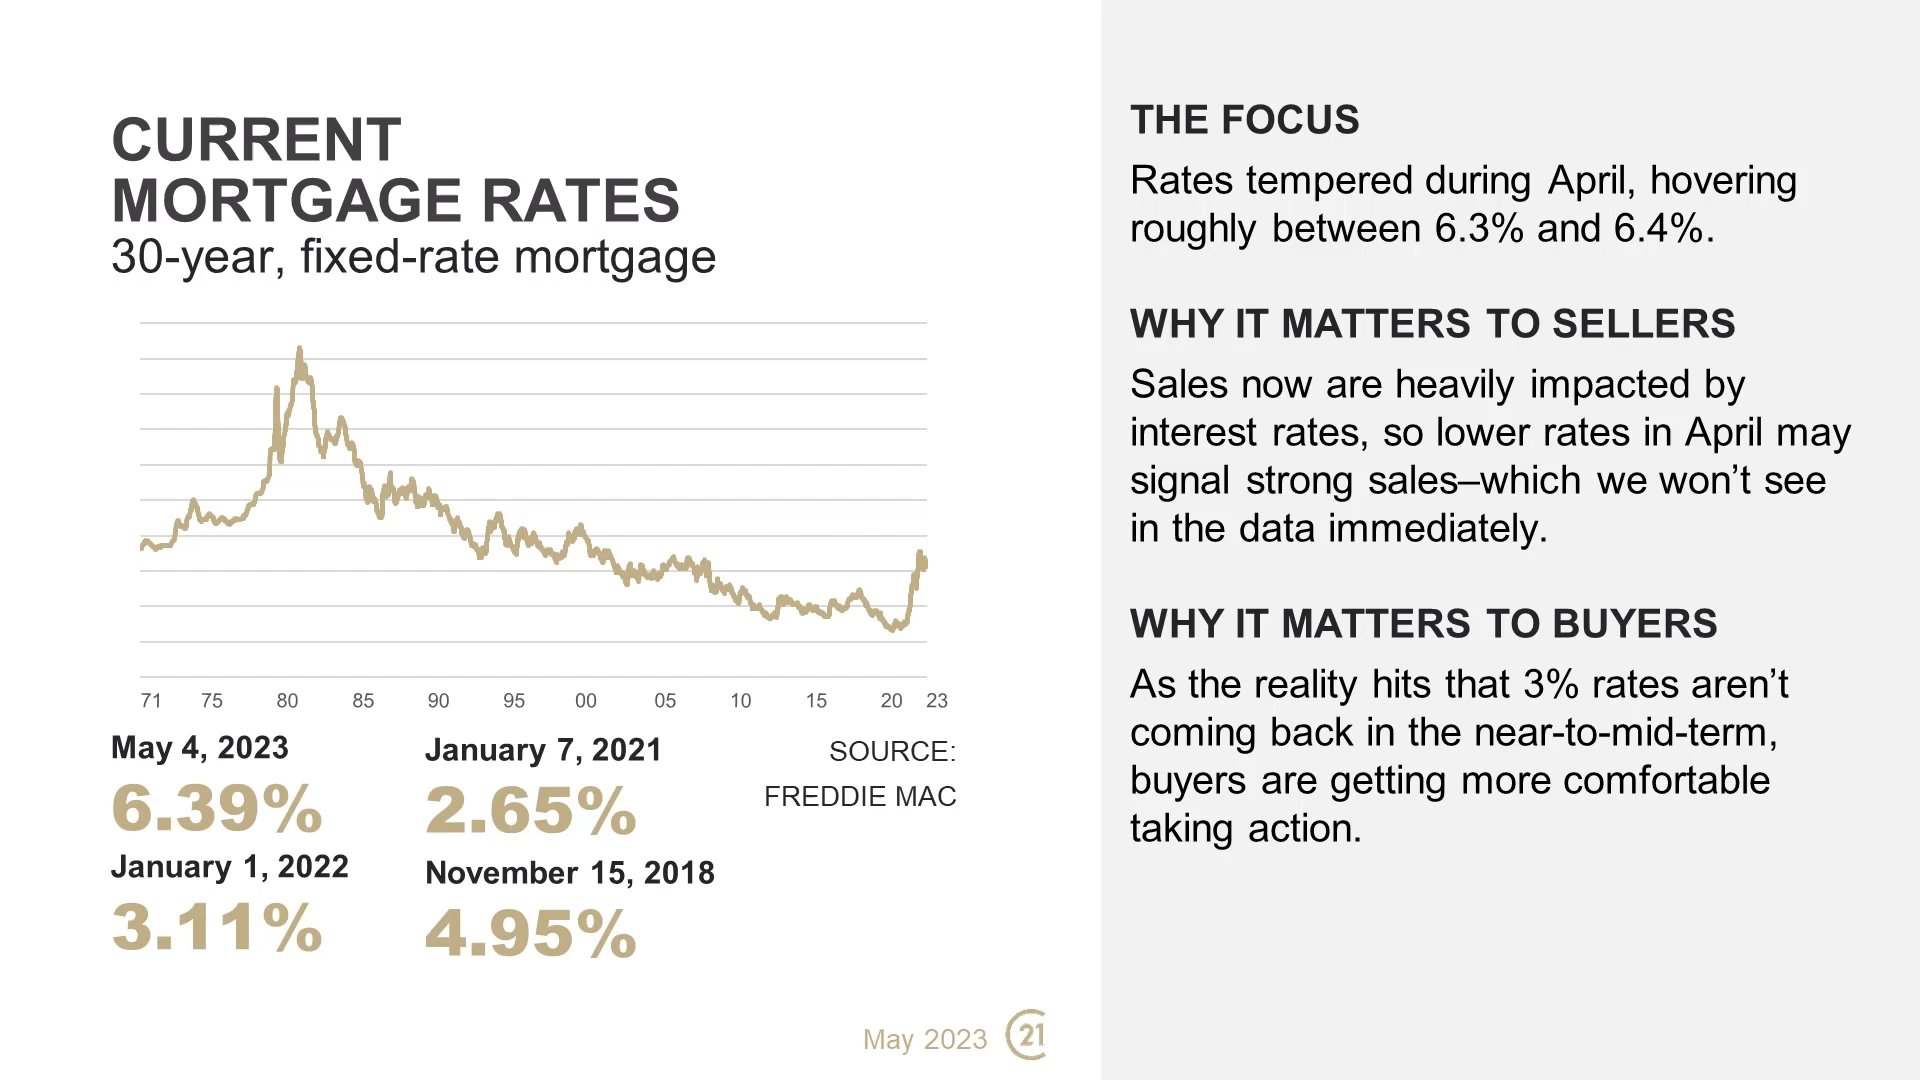 CURRENT
MORTGAGE RATES
30-year, fixed-rate mortgage
71 75 80 85 90 95 00 05 10 15 20 23
May 4, 2023
6.39%
January 7, 2021
2.65%
SOURCE:
FREDDIE MAC
January 1, 2022
3.11%
November 15, 2018
4.95%
May 2023
21
THE FOCUS
Rates tempered during April, hovering
roughly between 6.3% and 6.4%.
WHY IT MATTERS TO SELLERS
Sales now are heavily impacted by
interest rates, so lower rates in April may
signal strong sales–which we won’t see
in the data immediately.
WHY IT MATTERS TO BUYERS
As the reality hits that 3% rates aren’t
coming back in the near-to-mid-term,
buyers are getting more comfortable
taking action.